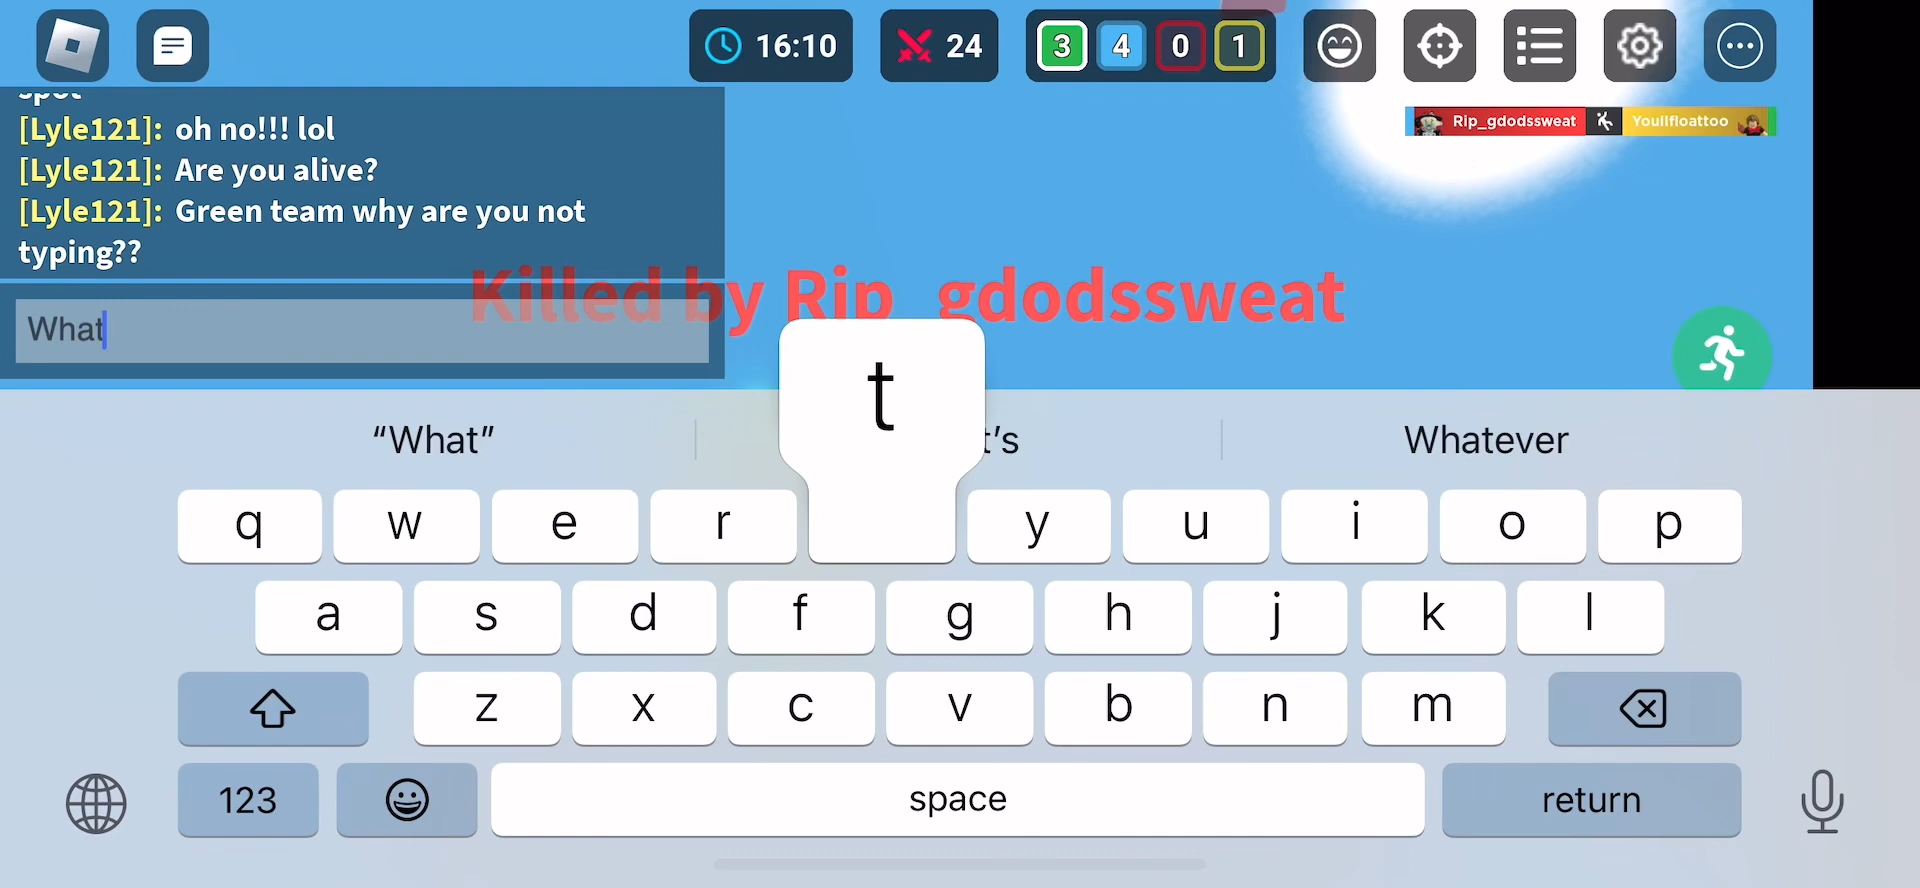 16:10
24
3
4
0
1
spot
[Lyle121]: oh no!!! lol
[Lyle121]: Are you alive?
[Lyle121]: Green team why are you not
typing??
Rip_gdodssweat
Youllfloattoo
Killed by Rip_gdodssweat
What
“What”
t’s
Whatever
t
q w e r y u i o p
a s d f g h j k l
z x c v b n m
123
space
return